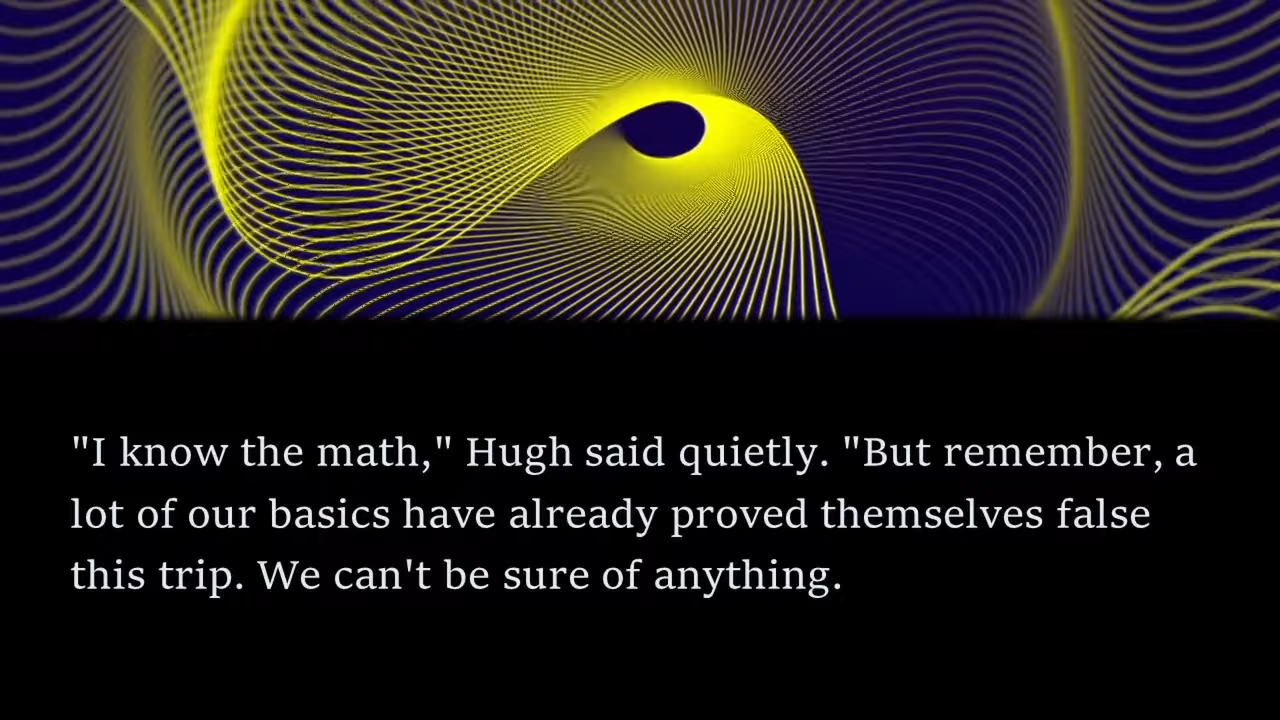 "I know the math," Hugh said quietly. "But remember, a
lot of our basics have already proved themselves false
this trip. We can't be sure of anything.